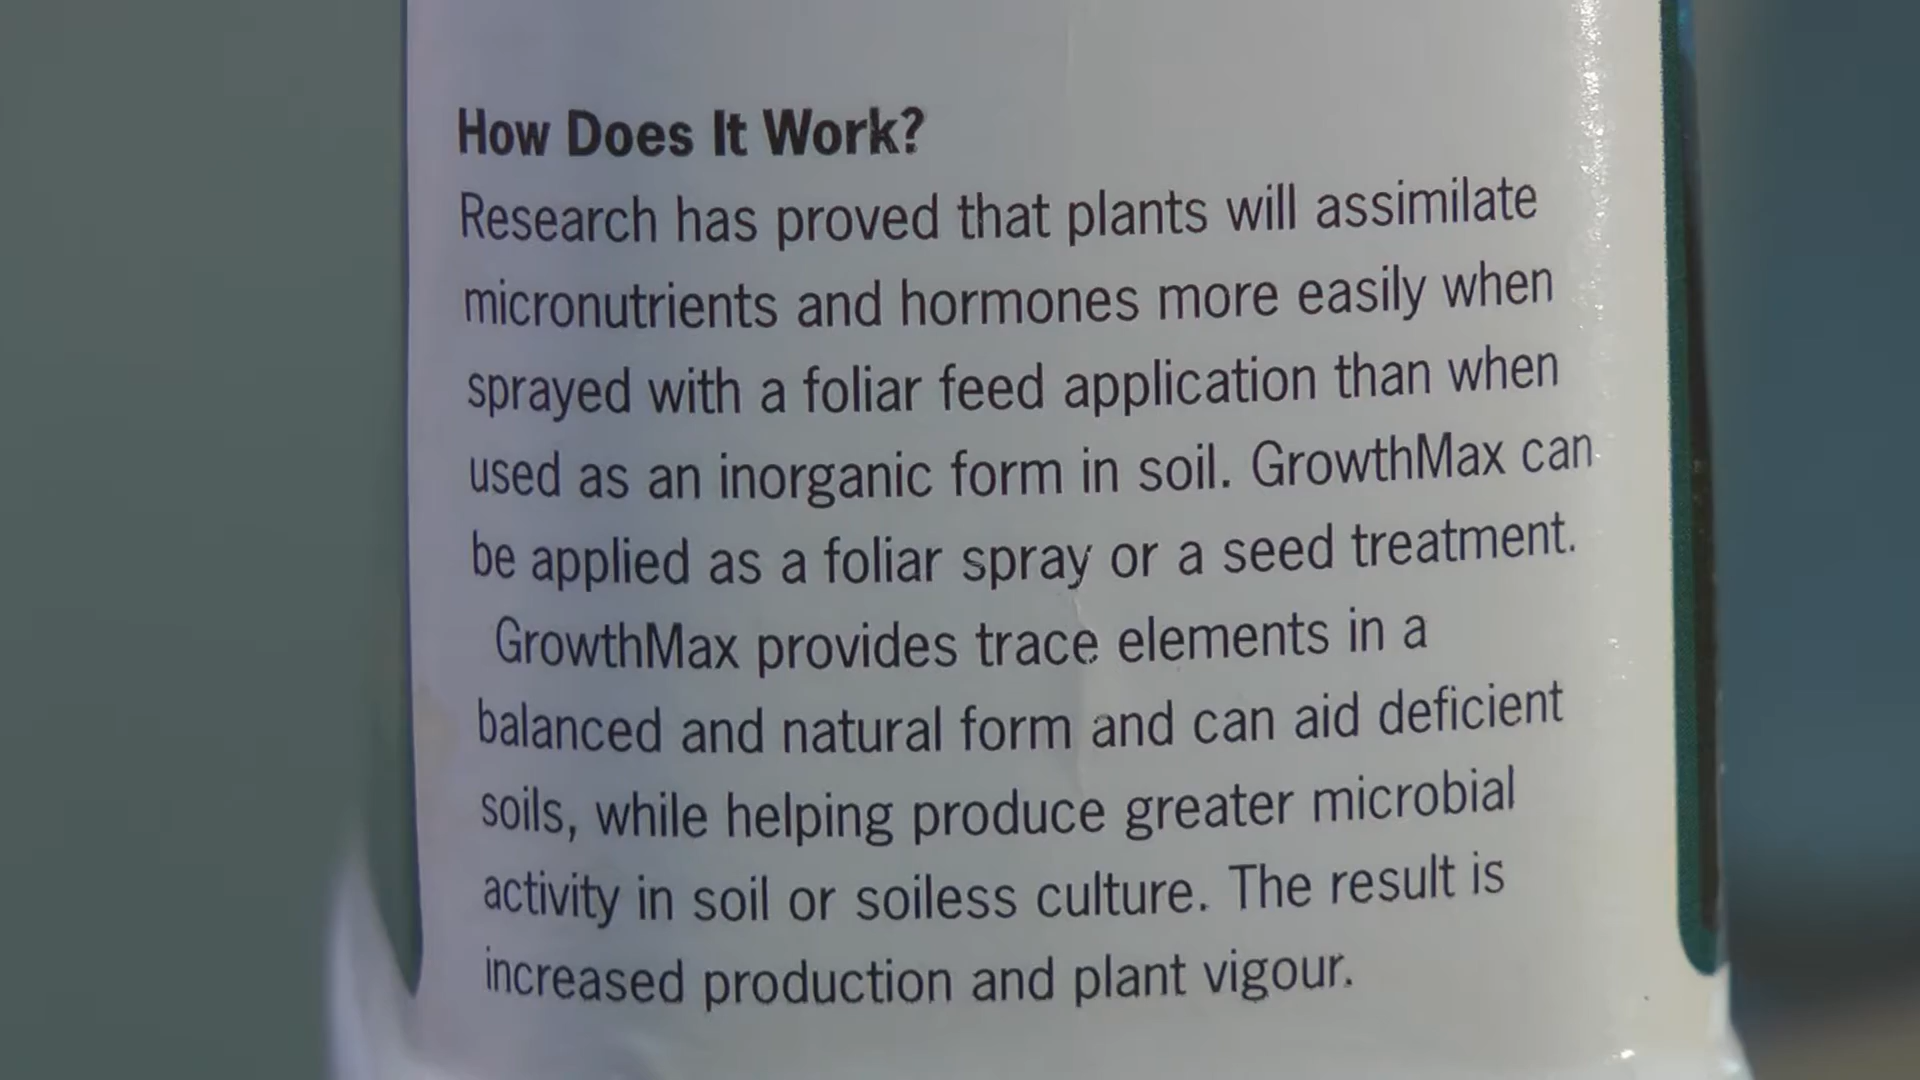 How Does It Work?
Research has proved that plants will assimilate
micronutrients and hormones more easily when
sprayed with a foliar feed application than when
used as an inorganic form in soil. GrowthMax can
be applied as a foliar spray or a seed treatment.
GrowthMax provides trace elements in a
balanced and natural form and can aid deficient
soils, while helping produce greater microbial
activity in soil or soiless culture. The result is
increased production and plant vigour.